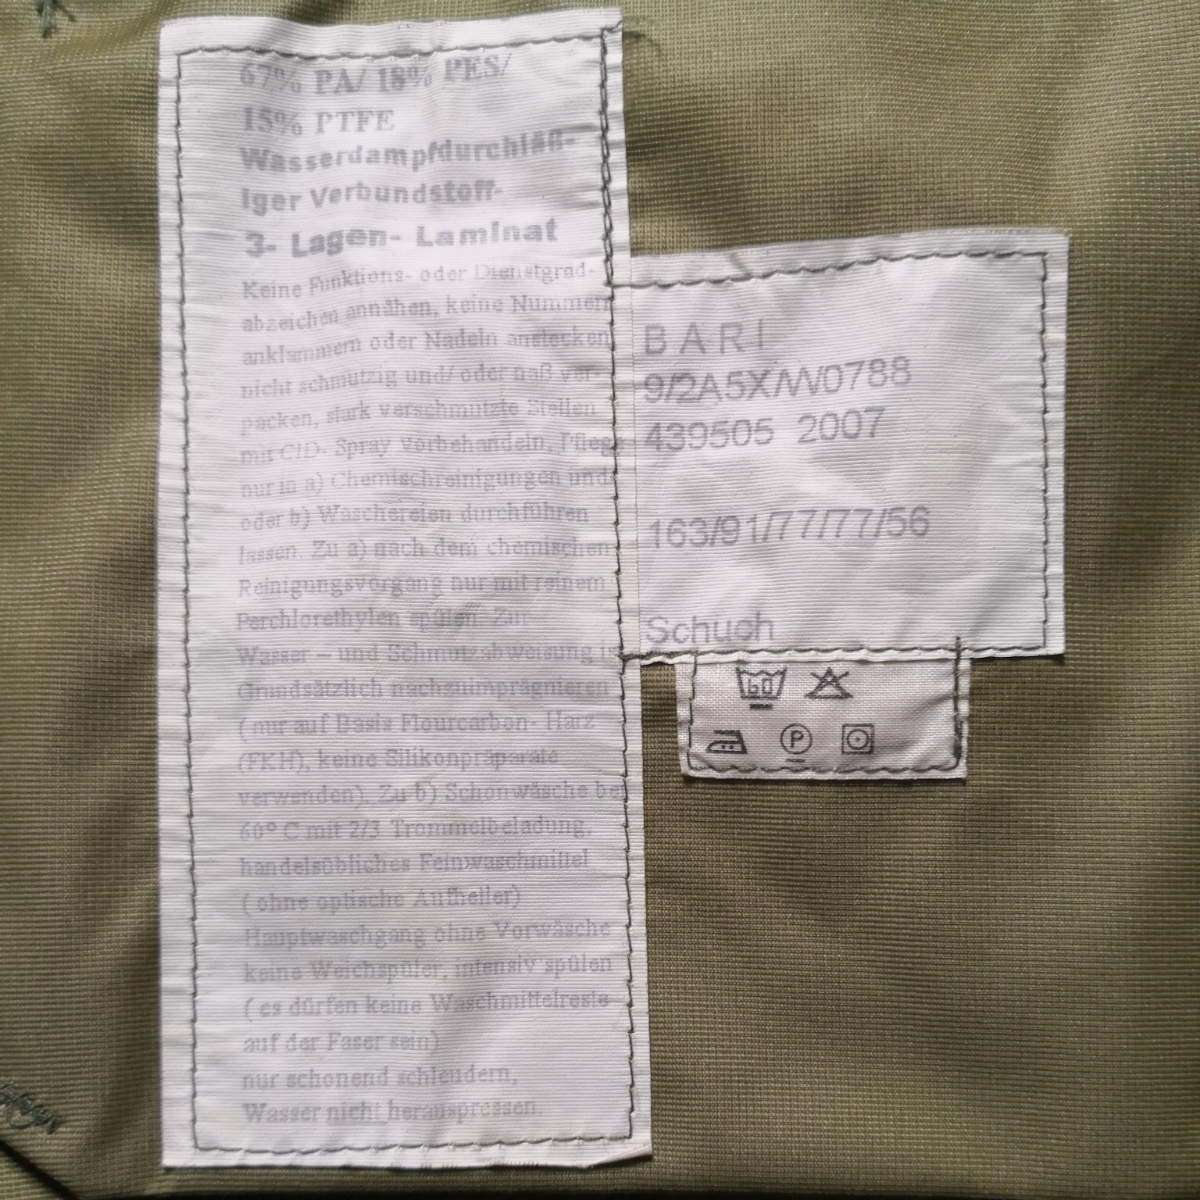 67% PA/ 18% PES/
15% PTFE
Wasserdampfdurchläß-
iger Verbundstoff-
3- Lagen- Laminat
Keine Funktions- oder Dienstgrad-
abzeichen annähen, keine Nummern
anklammern oder Nadeln anstecken
nicht schmutzig und/ oder naß ver-
packen, stark verschmutzte Stellen
mit CID- Spray vorbehandeln, Pflege
nur in a) Chemischreinigungen und
oder b) Wäschereien durchführen
lassen. Zu a) nach dem chemischen
Reinigungsvorgang nur mit reinem
Perchlorethylen spülen. Zur
Wasser – und Schmutzabweisung is
Grundsätzlich nachzuimprägnieren
( nur auf Basis Flourcarbon- Harz
(FKH), keine Silikonpräparate
verwenden). Zu b) Schonwäsche bei
60° C mit 2/3 Trommelbeladung,
handelsübliches Feinwaschmittel
( ohne optische Aufheller)
Hauptwaschgang ohne Vorwäsche
keine Weichspüler, intensiv spülen
( es dürfen keine Waschmittelreste
auf der Faser sein)
nur schonend schleudern,
Wasser nicht herauspressen.
BARI
9/2A5X/W0788
439505 2007
163/91/77/77/56
Schuch
60
P